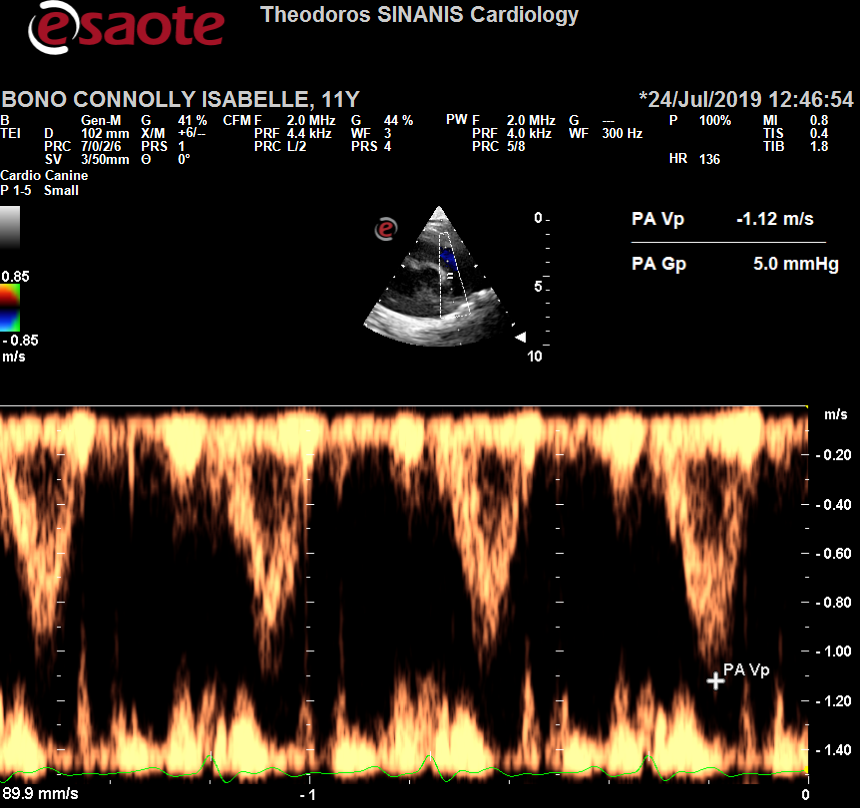 esaote
Theodoros SINANIS Cardiology
BONO CONNOLLY ISABELLE, 11Y *24/Jul/2019 12:46:54
B Gen-M G 41 % CFM F 2.0 MHz G 44 % PW F 2.0 MHz G --- P 100% MI 0.8
TEI D 102 mm X/M +6/-- PRF 4.4 kHz WF 3 PRF 4.0 kHz WF 300 Hz TIS 0.4
PRC 7/0/2/6 PRS 1 PRC L/2 PRS 4 PRC 5/8 TIB 1.8
SV 3/50mm Θ 0° HR 136
Cardio Canine
P 1-5 Small
e
0
5
10
PA Vp -1.12 m/s
PA Gp 5.0 mmHg
0.85
-0.85
m/s
m/s
-0.20
-0.40
-0.60
-0.80
-1.00
PA Vp
-1.20
-1.40
89.9 mm/s -1 0